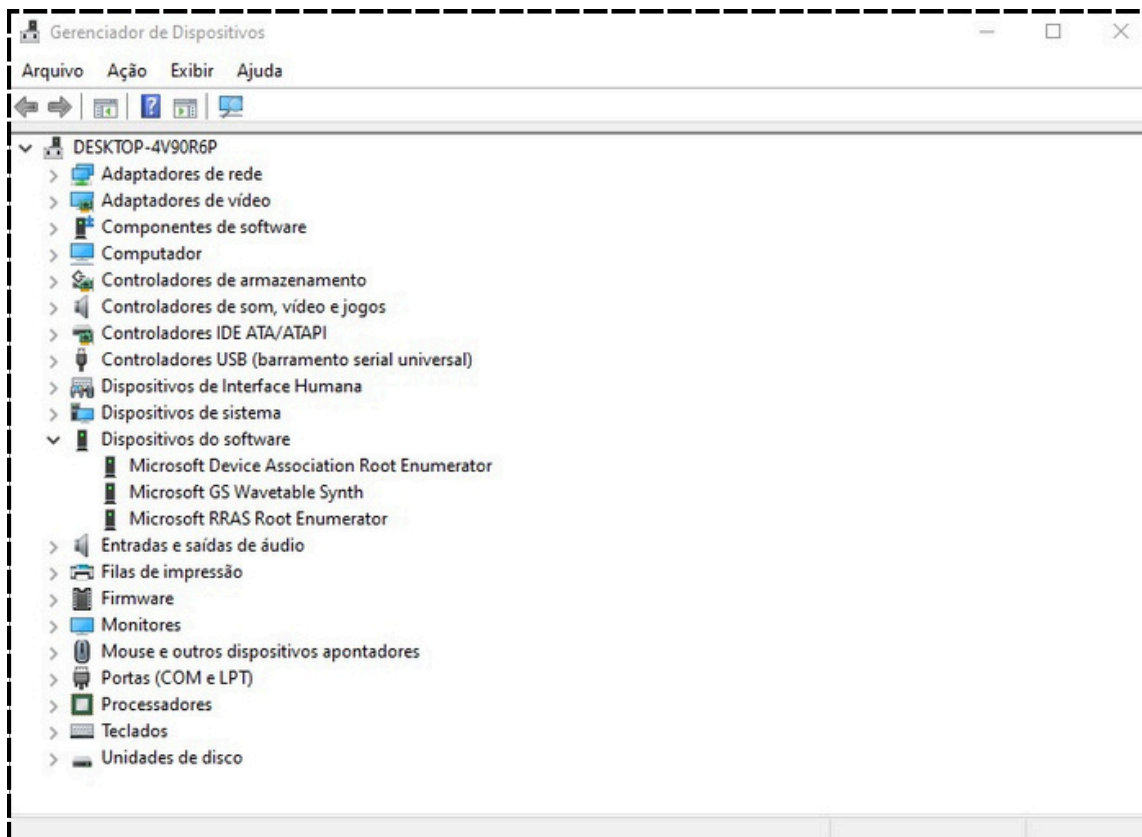 Gerenciador de Dispositivos
Arquivo Ação Exibir Ajuda
DESKTOP-4V90R6P
Adaptadores de rede
Adaptadores de vídeo
Componentes de software
Computador
Controladores de armazenamento
Controladores de som, vídeo e jogos
Controladores IDE ATA/ATAPI
Controladores USB (barramento serial universal)
Dispositivos de Interface Humana
Dispositivos de sistema
Dispositivos do software
Microsoft Device Association Root Enumerator
Microsoft GS Wavetable Synth
Microsoft RRAS Root Enumerator
Entradas e saídas de áudio
Filas de impressão
Firmware
Monitores
Mouse e outros dispositivos apontadores
Portas (COM e LPT)
Processadores
Teclados
Unidades de disco